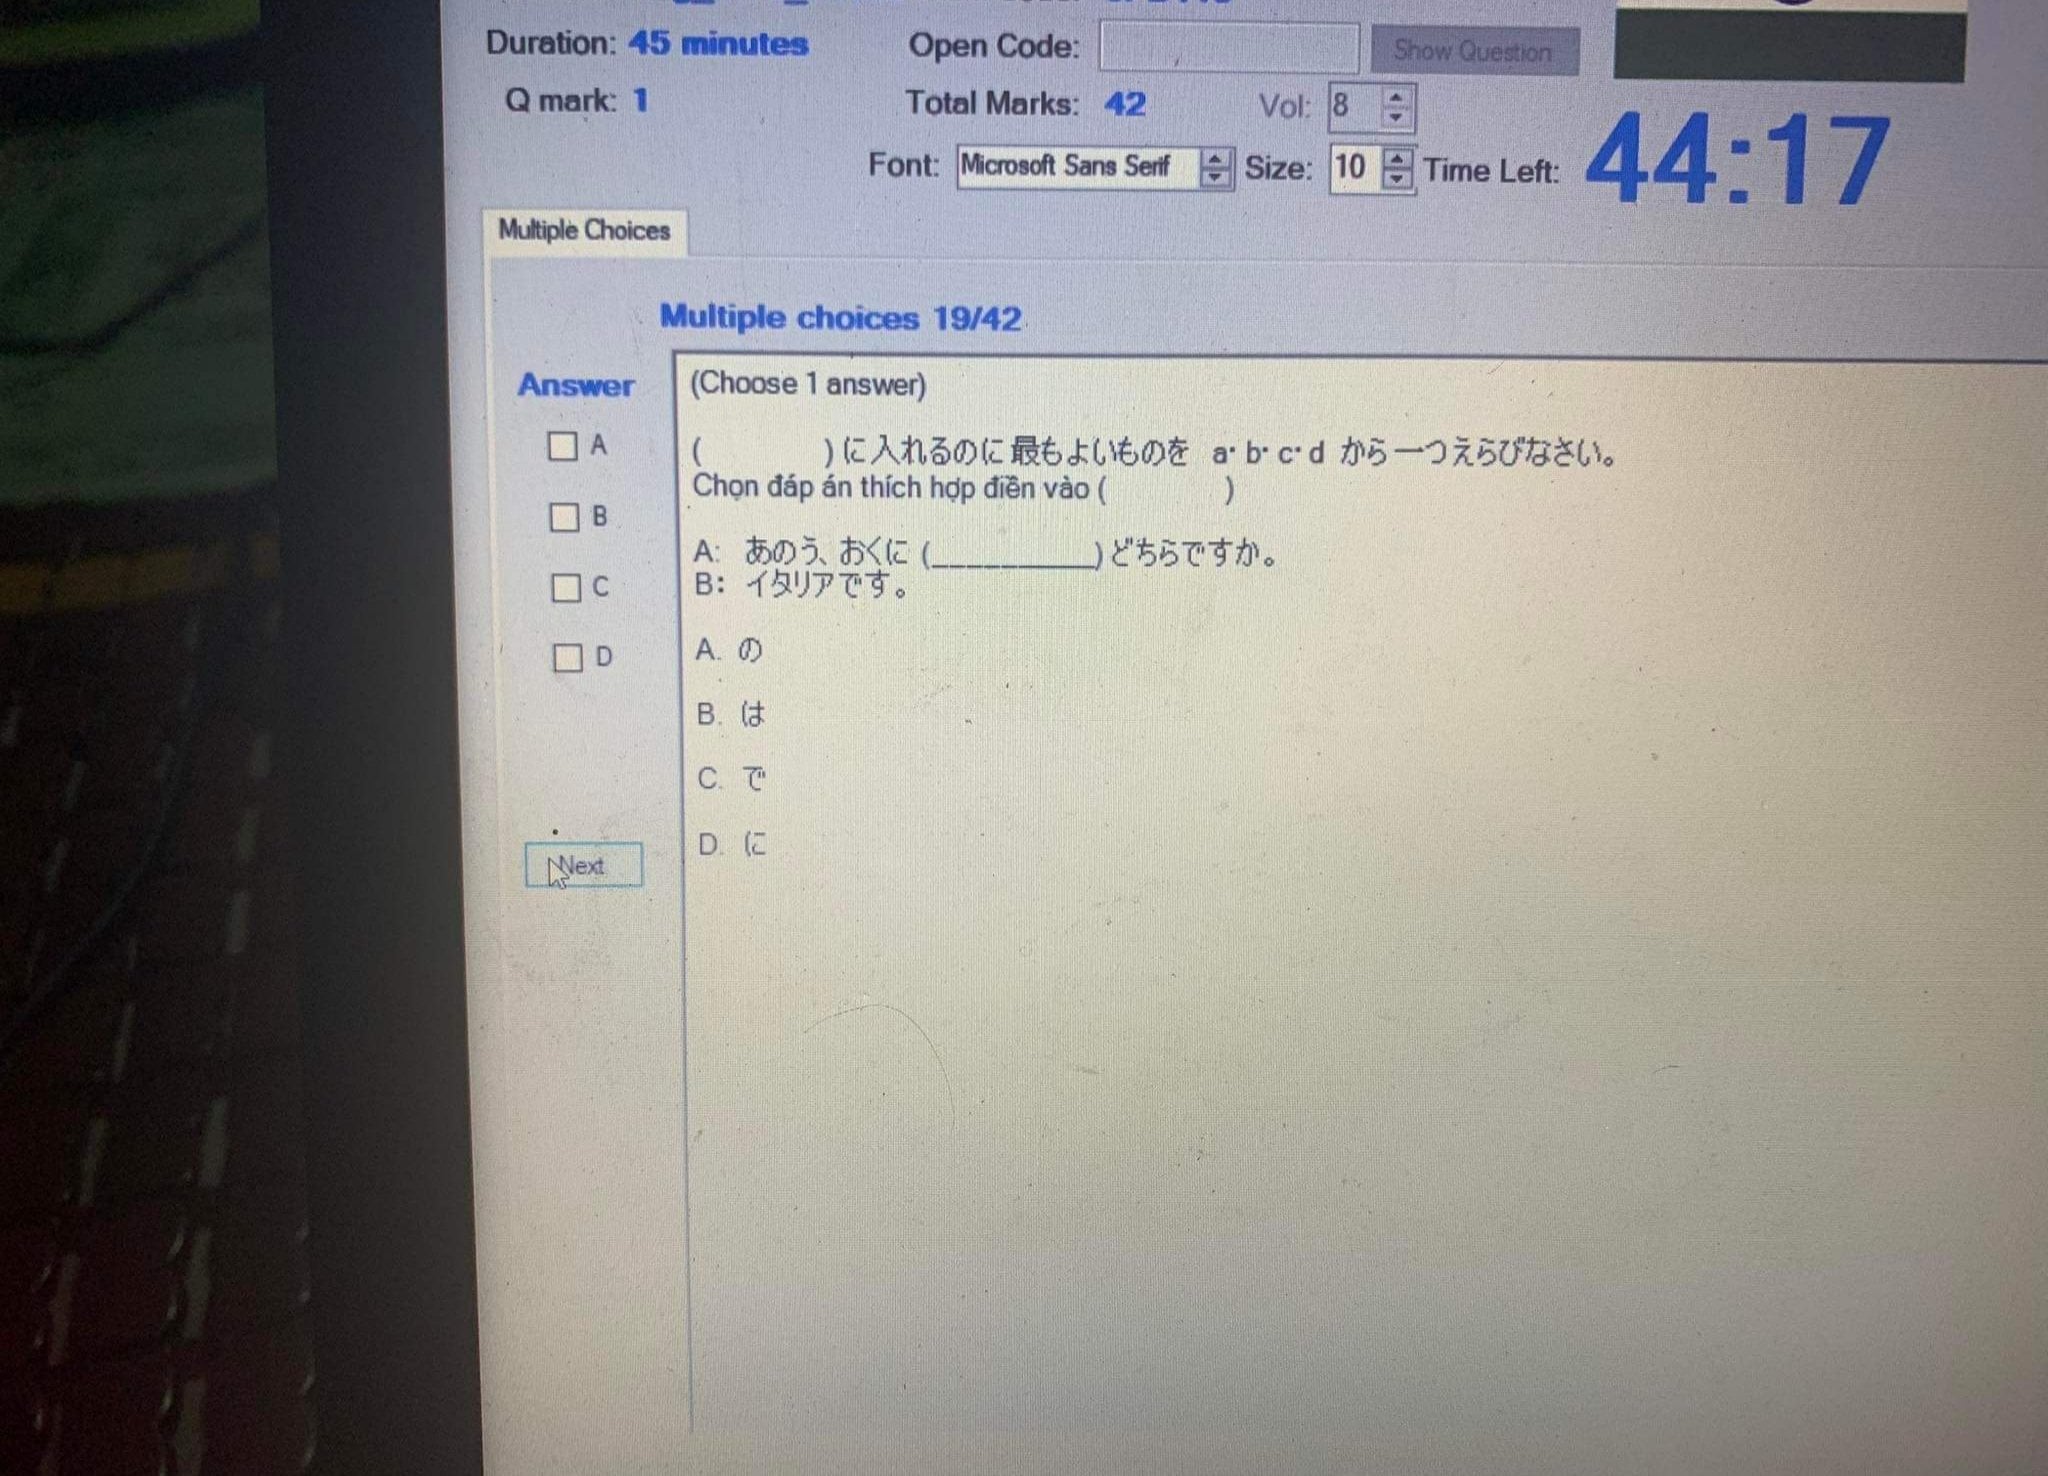 Duration: 45 minutes
Open Code:
Show Question
Q mark: 1
Total Marks: 42
Vol: 8
Font: Microsoft Sans Serif
Size: 10
Time Left: 44:17
Multiple Choices
Multiple choices 19/42
Answer
A
B
C
D
Next
(Choose 1 answer)
( ) に 入れるのに 最もよいものを a· b· c· d から 一つえらびなさい。
Chọn đáp án thích hợp điền vào ( )
A: あのう、おくに (__________) どちらですか。
B: イタリアです。
A. の
B. は
C. で
D. に